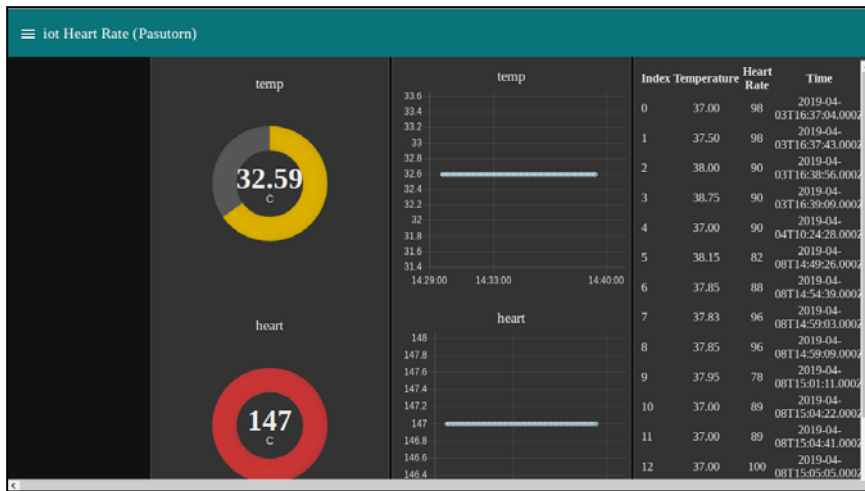 iot Heart Rate (Pasutorn)
temp
32.59
C
heart
147
C
temp
33.6
33.4
33.2
33
32.8
32.6
32.4
32.2
32
31.8
31.6
31.4
14:29:00 14:33:00 14:40:00
heart
148
147.8
147.6
147.4
147.2
147
146.8
146.6
146.4
Index Temperature Heart Rate Time
0 37.00 98 2019-04-03T16:37:04.000Z
1 37.50 98 2019-04-03T16:37:43.000Z
2 38.00 90 2019-04-03T16:38:56.000Z
3 38.75 90 2019-04-03T16:39:09.000Z
4 37.00 90 2019-04-04T10:24:28.000Z
5 38.15 82 2019-04-08T14:49:26.000Z
6 37.85 88 2019-04-08T14:54:39.000Z
7 37.83 96 2019-04-08T14:59:03.000Z
8 37.85 96 2019-04-08T14:59:09.000Z
9 37.95 78 2019-04-08T15:01:11.000Z
10 37.00 89 2019-04-08T15:04:22.000Z
11 37.00 89 2019-04-08T15:04:41.000Z
12 37.00 100 2019-04-08T15:05:05.000Z